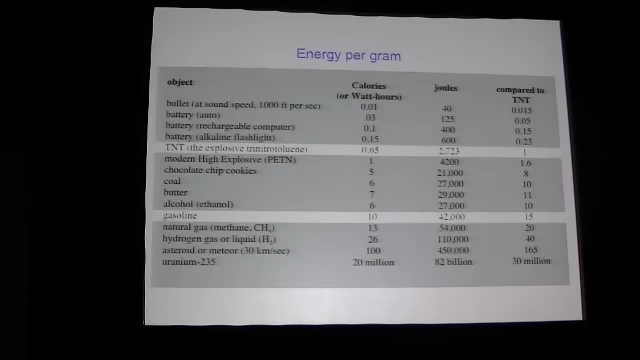 Energy per gram
object Calories (or Watt-hours) joules compared to TNT
bullet (at sound speed, 1000 ft per sec) 0.01 40 0.015
battery (auto) .03 125 0.05
battery (rechargeable computer) 0.1 400 0.15
battery (alkaline flashlight) 0.15 600 0.23
TNT (the explosive trinitrotoluene) 0.65 2,723 1
modern High Explosive (PETN) 1 4200 1.6
chocolate chip cookies 5 21,000 8
coal 6 27,000 10
butter 7 29,000 11
alcohol (ethanol) 6 27,000 10
gasoline 10 42,000 15
natural gas (methane, CH₄) 13 54,000 20
hydrogen gas or liquid (H₂) 26 110,000 40
asteroid or meteor (30 km/sec) 100 450,000 165
uranium-235 20 million 82 billion 30 million